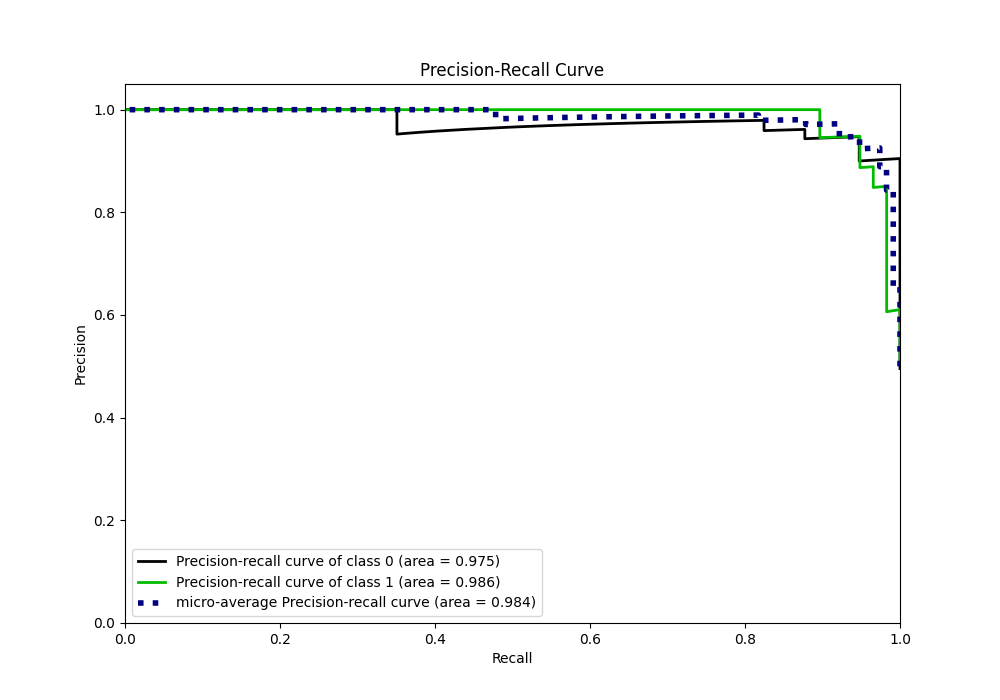 Precision-Recall Curve
1.0
0.8
0.6
0.4
0.2
0.0
Precision
Precision-recall curve of class 0 (area = 0.975)
Precision-recall curve of class 1 (area = 0.986)
micro-average Precision-recall curve (area = 0.984)
0.0 0.2 0.4 0.6 0.8 1.0
Recall